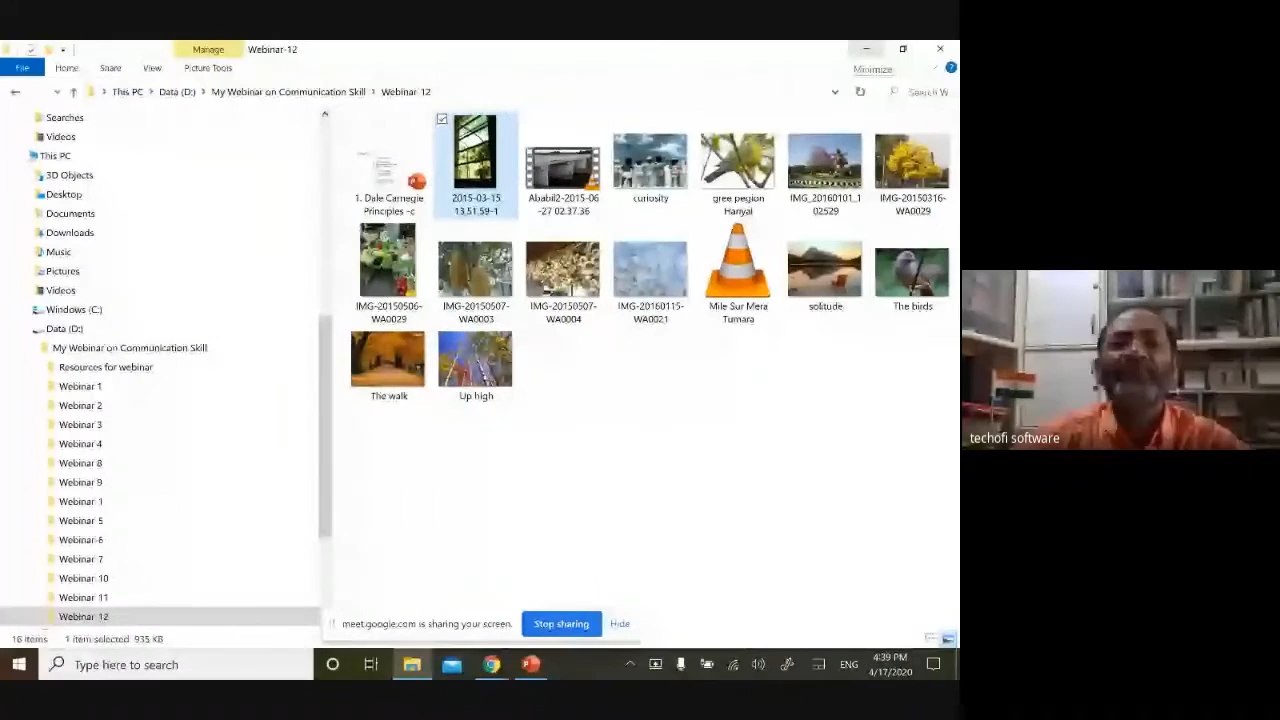 Manage
Webinar-12
File
Home
Share
View
Picture Tools
Minimize
This PC
Data (D:)
My Webinar on Communication Skill
Webinar 12
Search W
Searches
Videos
This PC
3D Objects
Desktop
Documents
Downloads
Music
Pictures
Videos
Windows (C:)
Data (D:)
My Webinar on Communication Skill
Resources for webinar
Webinar 1
Webinar 2
Webinar 3
Webinar 4
Webinar 8
Webinar 9
Webinar 1
Webinar 5
Webinar-6
Webinar 7
Webinar 10
Webinar 11
Webinar 12
1. Dale Carnegie
Principles -c
2015-03-15
13.51.59-1
Ababil2-2015-06
-27 02.37.36
curiosity
gree pegion
Hariyal
IMG_20160101_1
02529
IMG-20150316-
WA0029
IMG-20150506-
WA0029
IMG-20150507-
WA0003
IMG-20150507-
WA0004
IMG-20160115-
WA0021
Mile Sur Mera
Tumara
solitude
The birds
The walk
Up high
meet.google.com is sharing your screen.
Stop sharing
Hide
16 items
1 item selected 935 KB
Type here to search
ENG
4:39 PM
4/17/2020
techofi software